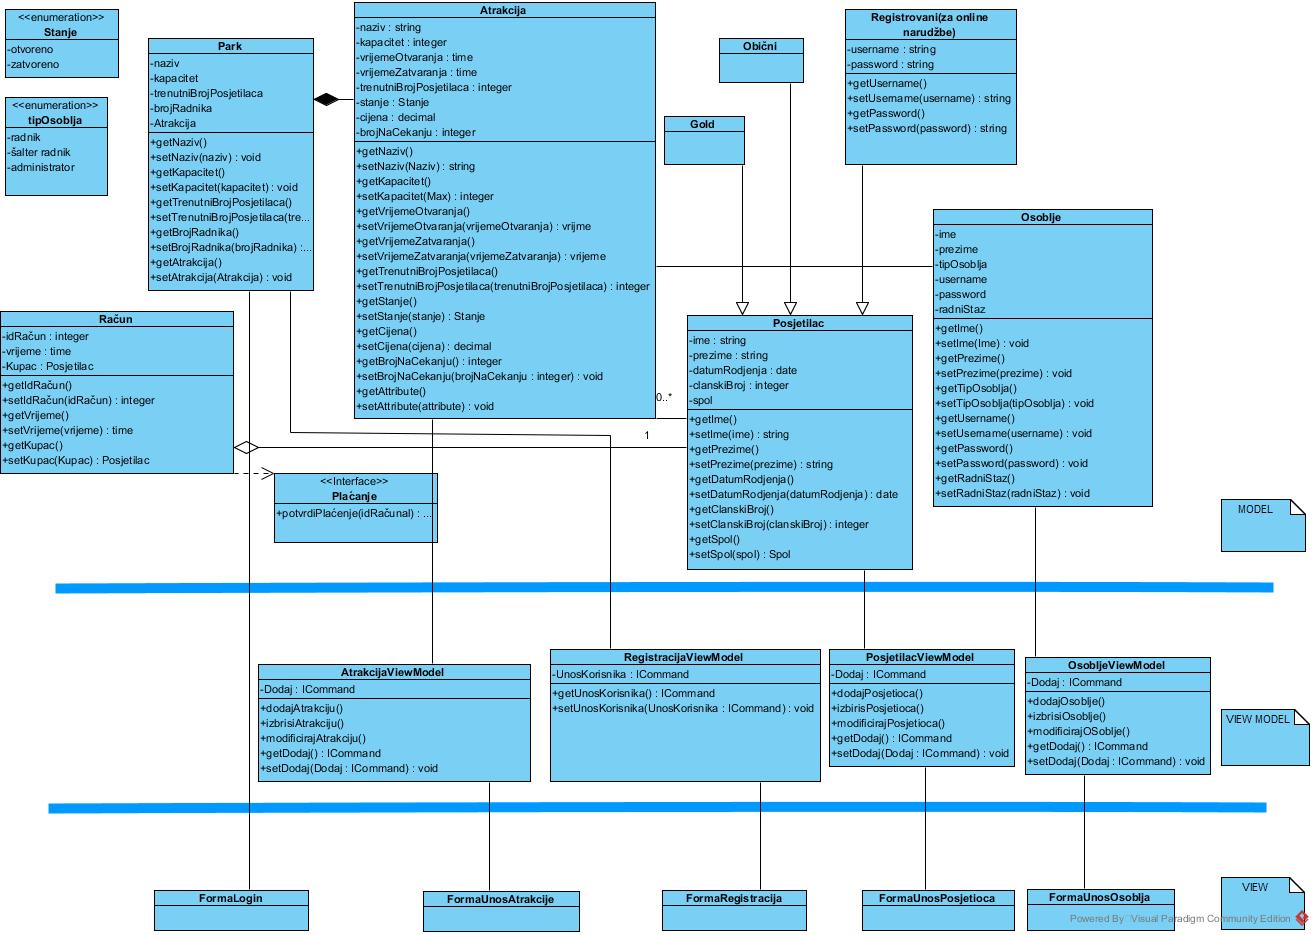 <<enumeration>>
Stanje
-otvoreno
-zatvoreno
<<enumeration>>
tipOsoblja
-radnik
-šalter radnik
-administrator
Park
-naziv
-kapacitet
-trenutniBrojPosjetilaca
-brojRadnika
-Atrakcija
+getNaziv()
+setNaziv(naziv) : void
+getKapacitet()
+setKapacitet(kapacitet) : void
+getTrenutniBrojPosjetilaca()
+setTrenutniBrojPosjetilaca(tre...
+getBrojRadnika()
+setBrojRadnika(brojRadnika) :...
+getAtrakcija()
+setAtrakcija(Atrakcija) : void
Atrakcija
-naziv : string
-kapacitet : integer
-vrijemeOtvaranja : time
-vrijemeZatvaranja : time
-trenutniBrojPosjetilaca : integer
-stanje : Stanje
-cijena : decimal
-brojNaCekanju : integer
+getNaziv()
+setNaziv(Naziv) : string
+getKapacitet()
+setKapacitet(Max) : integer
+getVrijemeOtvaranja()
+setVrijemeOtvaranja(vrijemeOtvaranja) : vrijme
+getVrijemeZatvaranja()
+setVrijemeZatvaranja(vrijemeZatvaranja) : vrijeme
+getTrenutniBrojPosjetilaca()
+setTrenutniBrojPosjetilaca(trenutniBrojPosjetilaca) : integer
+getStanje()
+setStanje(stanje) : Stanje
+getCijena()
+setCijena(cijena) : decimal
+getBrojNaCekanju() : integer
+setBrojNaCekanju(brojNaCekanju : integer) : void
+getAttribute()
+setAttribute(attribute) : void
Gold
Obični
Registrovani(za online
narudžbe)
-username : string
-password : string
+getUsername()
+setUsername(username) : string
+getPassword()
+setPassword(password) : string
Osoblje
-ime
-prezime
-tipOsoblja
-username
-password
-radniStaz
+getIme()
+setIme(Ime) : void
+getPrezime()
+setPrezime(prezime) : void
+getTipOsoblja()
+setTipOsoblja(tipOsoblja) : void
+getUsername()
+setUsername(username) : void
+getPassword()
+setPassword(password) : void
+getRadniStaz()
+setRadniStaz(radniStaz) : void
Račun
-idRačun : integer
-vrijeme : time
-Kupac : Posjetilac
+getIdRačun()
+setIdRačun(idRačun) : integer
+getVrijeme()
+setVrijeme(vrijeme) : time
+getKupac()
+setKupac(Kupac) : Posjetilac
Posjetilac
-ime : string
-prezime : string
-datumRodjenja : date
-clanskiBroj : integer
-spol
+getIme()
+setIme(ime) : string
+getPrezime()
+setPrezime(prezime) : string
+getDatumRodjenja()
+setDatumRodjenja(datumRodjenja) : date
+getClanskiBroj()
+setClanskiBroj(clanskiBroj) : integer
+getSpol()
+setSpol(spol) : Spol
0..*
1
<<Interface>>
Plaćanje
+potvrdiPlaćenje(idRačunal) : ...
MODEL
AtrakcijaViewModel
-Dodaj : ICommand
+dodajAtrakciju()
+izbrisiAtrakciju()
+modificirajAtrakciju()
+getDodaj() : ICommand
+setDodaj(Dodaj : ICommand) : void
RegistracijaViewModel
-UnosKorisnika : ICommand
+getUnosKorisnika() : ICommand
+setUnosKorisnika(UnosKorisnika : ICommand) : void
PosjetilacViewModel
-Dodaj : ICommand
+dodajPosjetioca()
+izbirisPosjetioca()
+modificirajPosjetioca()
+getDodaj() : ICommand
+setDodaj(Dodaj : ICommand) : void
OsobljeViewModel
-Dodaj : ICommand
+dodajOsoblje()
+izbrisiOsoblje()
+modificirajOSoblje()
+getDodaj() : ICommand
+setDodaj(Dodaj : ICommand) : void
VIEW MODEL
FormaLogin
FormaUnosAtrakcije
FormaRegistracija
FormaUnosPosjetioca
FormaUnosOsoblja
VIEW
Powered By Visual Paradigm Community Edition